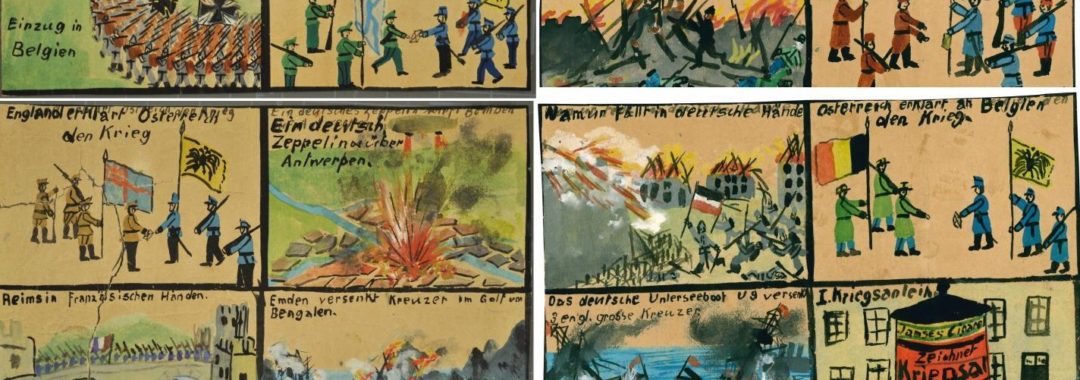 Einzug in
Belgien
England erklärt Österreich
den Krieg
Ein deutsch
Zeppelin über
Antwerpen.
Namur fällt in deutsche Hände
Österreich erklärt an Belgien
den Krieg.
Reims in Französischen Händen.
Emden versenkt Kreuzer im Golf von
Bengalen.
Das deutsche Unterseeboot U9 versenkt
3 engl. grosse Kreuzer
I. Kriegsanleihe
zeichnet